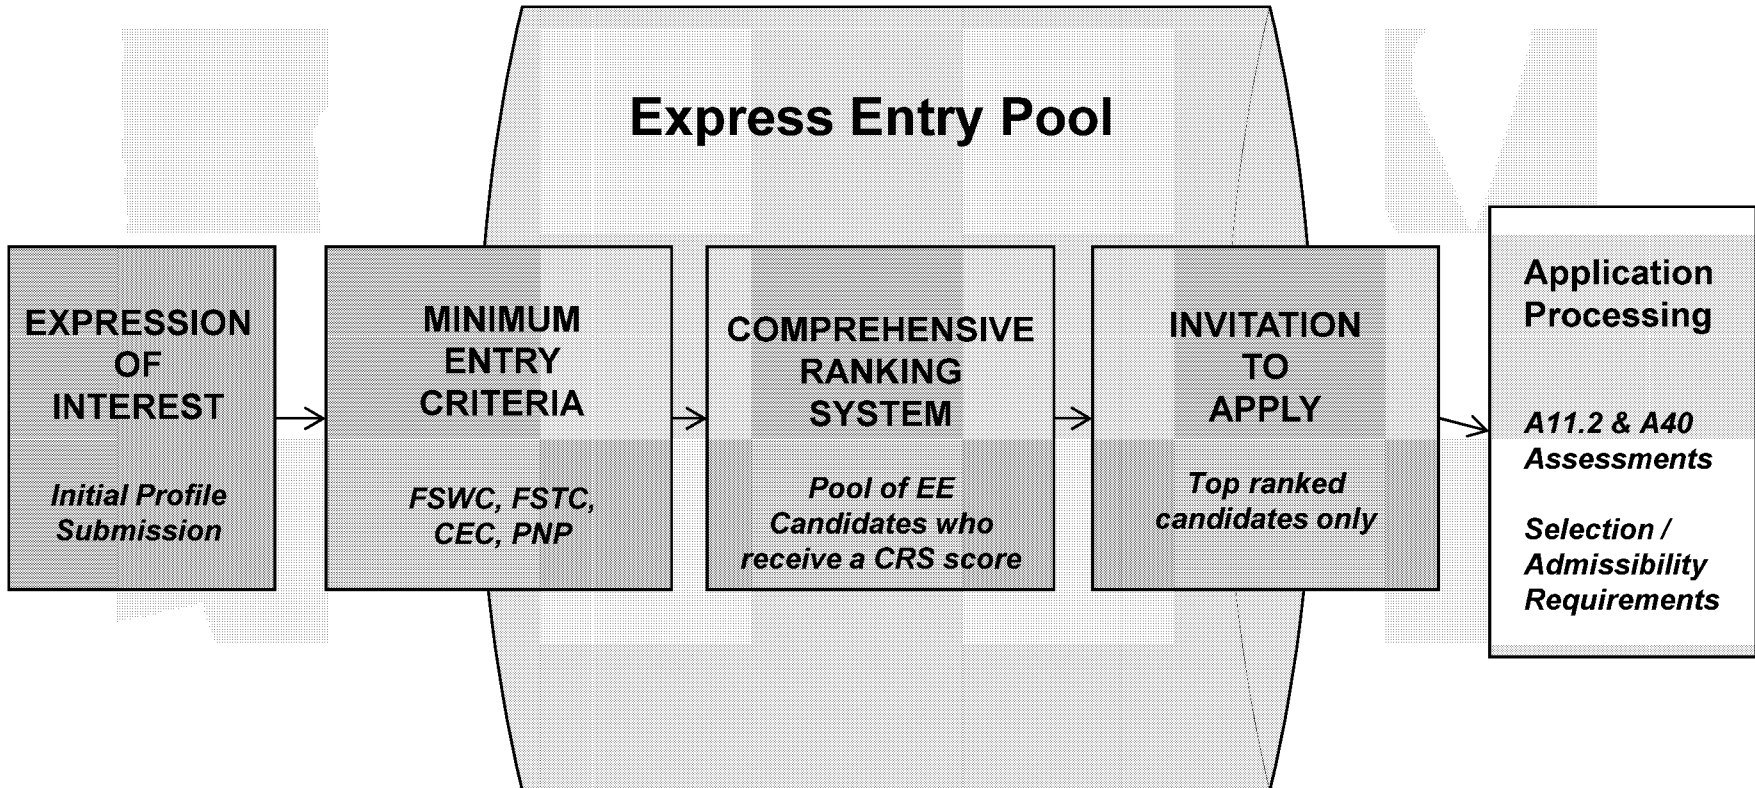 Express Entry Pool
EXPRESSION
OF
INTEREST
Initial Profile
Submission
MINIMUM
ENTRY
CRITERIA
FSWC, FSTC,
CEC, PNP
COMPREHENSIVE
RANKING
SYSTEM
Pool of EE
Candidates who
receive a CRS score
INVITATION
TO
APPLY
Top ranked
candidates only
Application
Processing
A11.2 & A40
Assessments
Selection /
Admissibility
Requirements